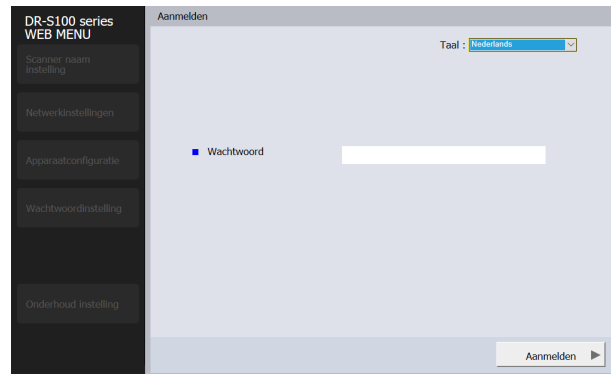 DR-S100 series
WEB MENU
Scanner naam
instelling
Netwerkinstellingen
Apparaatconfiguratie
Wachtwoordinstelling
Onderhoud instelling
Aanmelden
Taal : Nederlands
Wachtwoord
Aanmelden